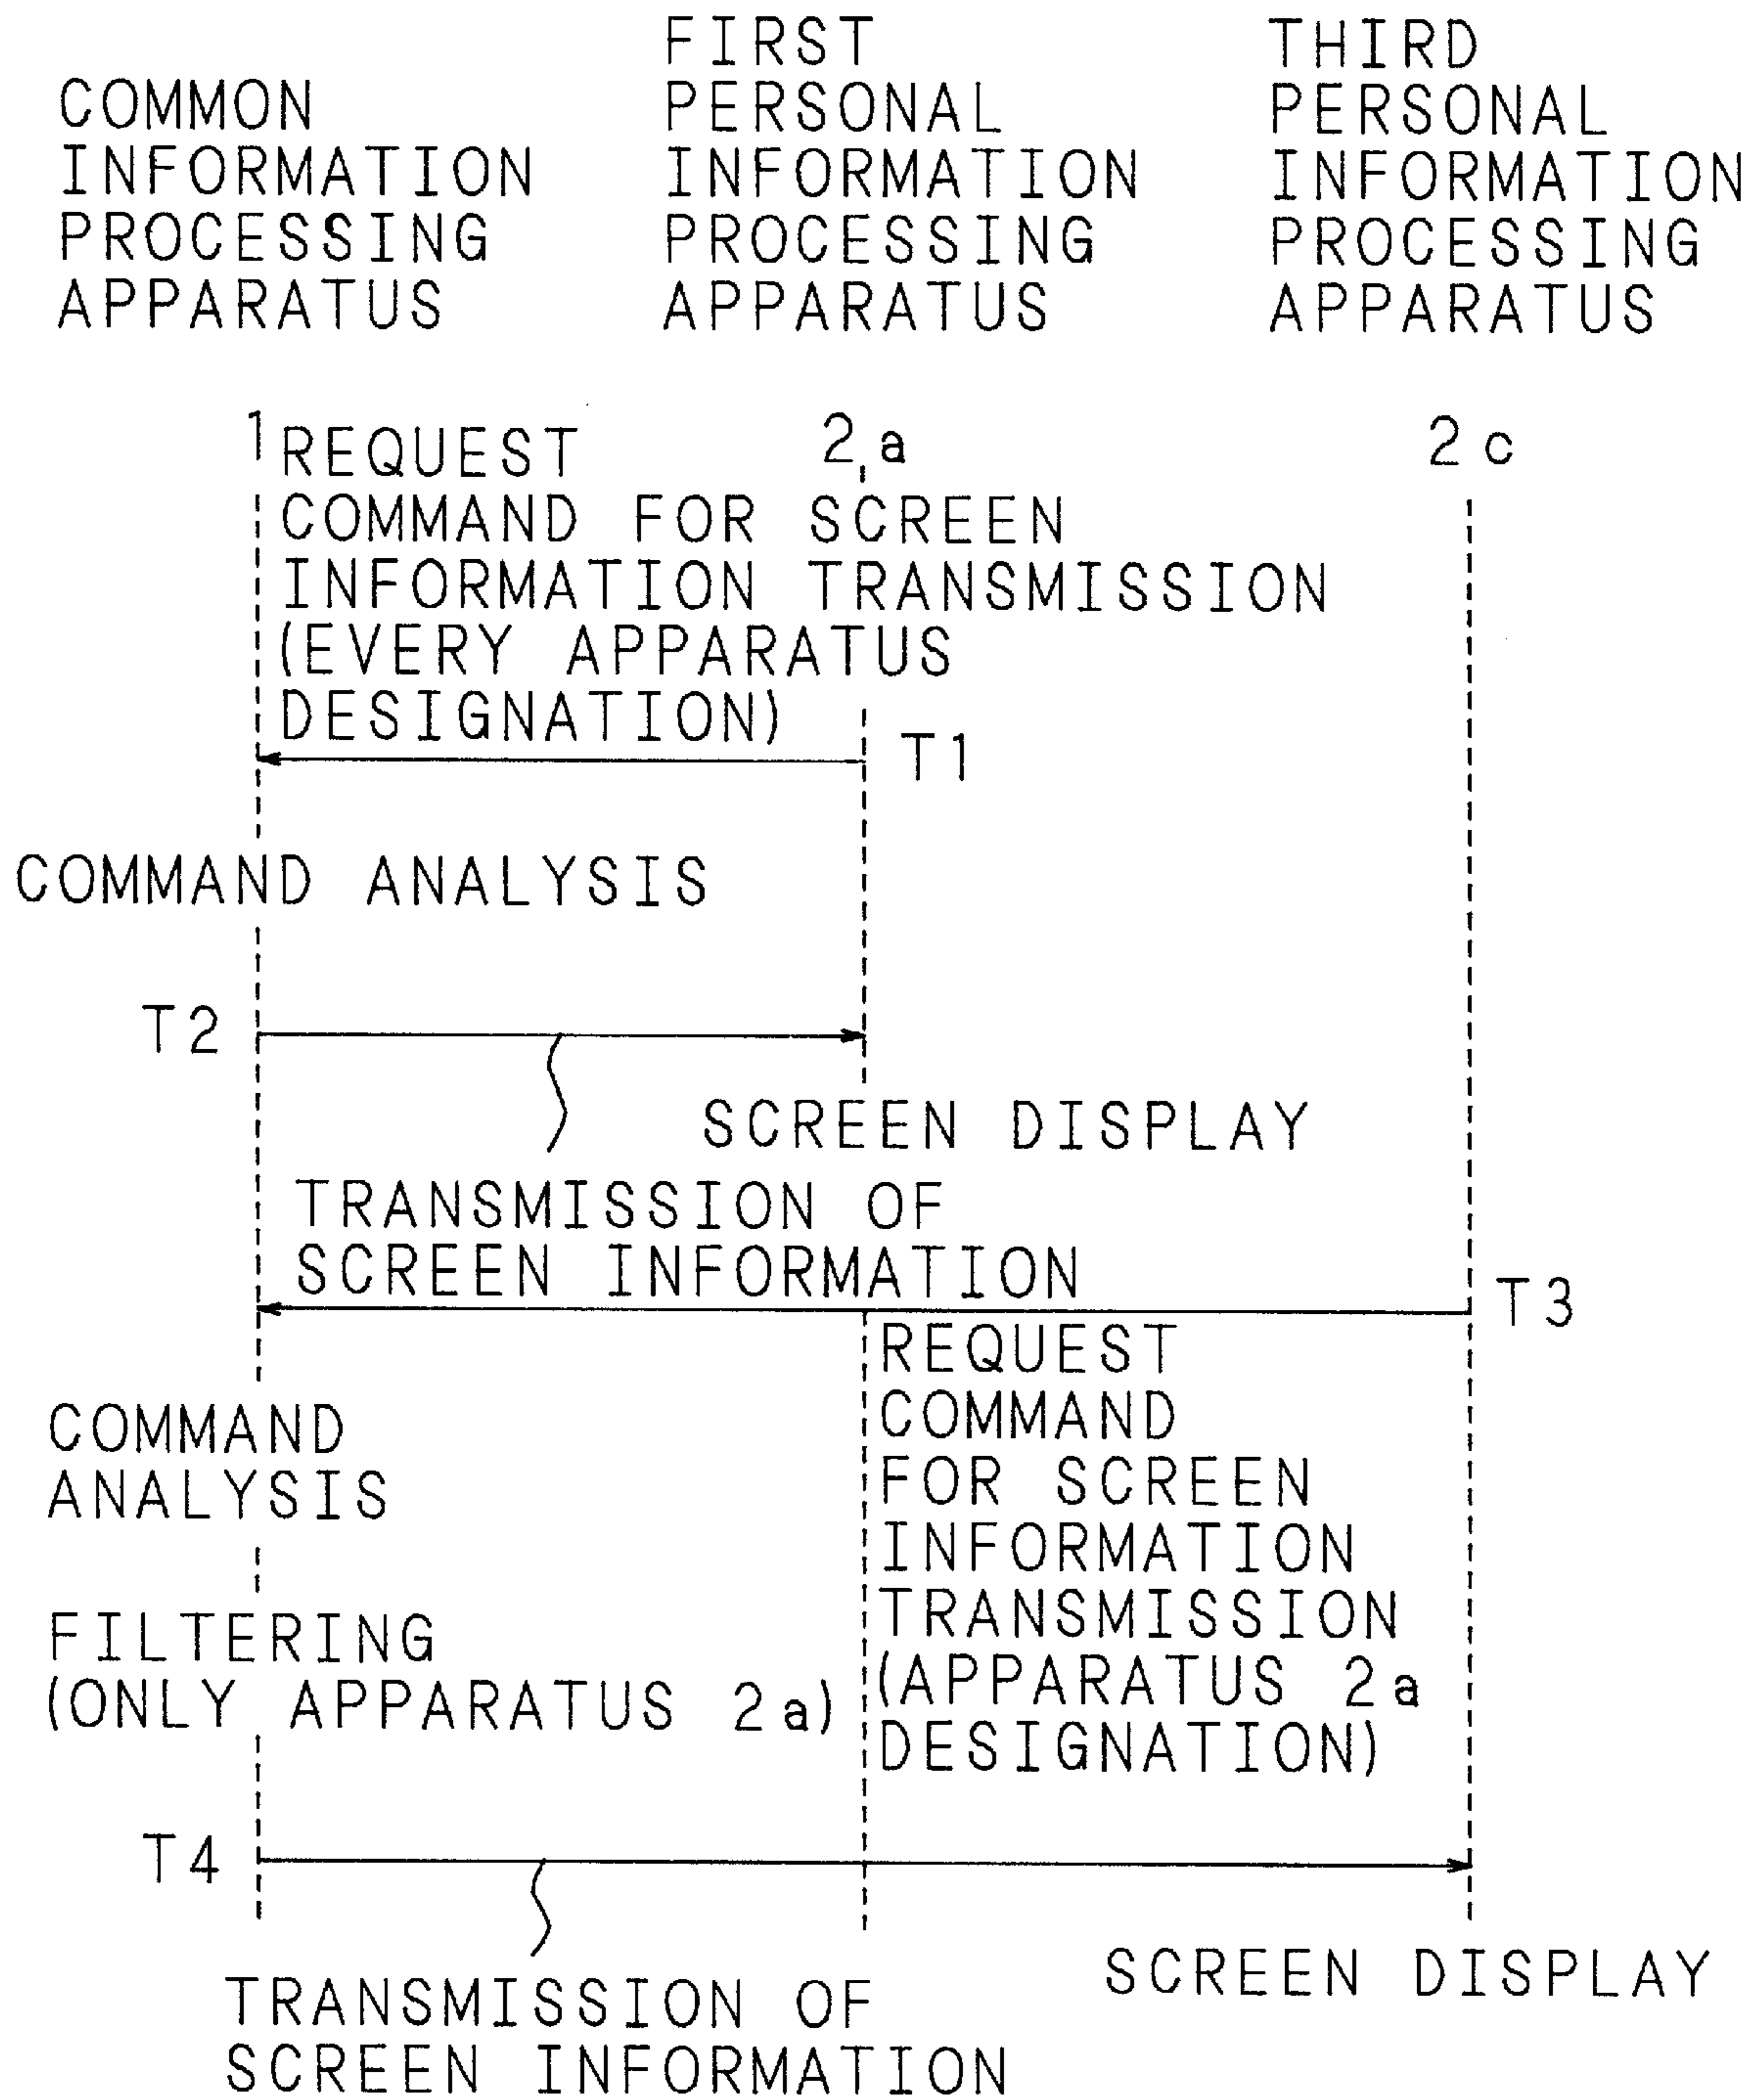 COMMON
INFORMATION
PROCESSING
APPARATUS
FIRST
PERSONAL
INFORMATION
PROCESSING
APPARATUS
THIRD
PERSONAL
INFORMATION
PROCESSING
APPARATUS
1
2a
2c
REQUEST
COMMAND FOR SCREEN
INFORMATION TRANSMISSION
(EVERY APPARATUS
DESIGNATION)
T1
COMMAND ANALYSIS
T2
SCREEN DISPLAY
TRANSMISSION OF
SCREEN INFORMATION
T3
REQUEST
COMMAND
FOR SCREEN
INFORMATION
TRANSMISSION
(APPARATUS 2a
DESIGNATION)
COMMAND
ANALYSIS
FILTERING
(ONLY APPARATUS 2a)
T4
SCREEN DISPLAY
TRANSMISSION OF
SCREEN INFORMATION